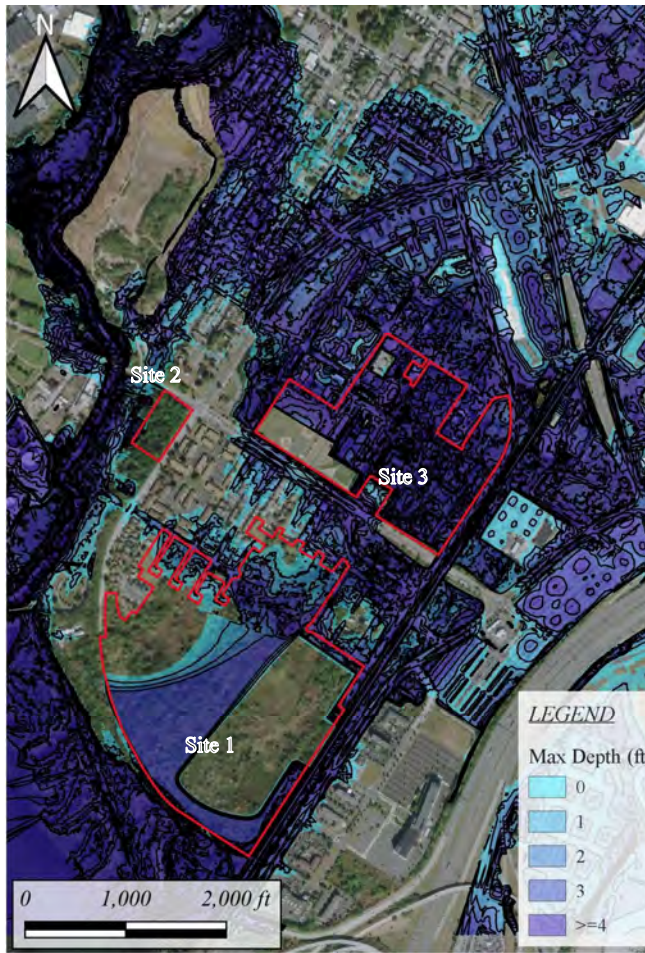 N
Site 2
Site 3
Site 1
LEGEND
Max Depth (ft
0
1
2
3
>=4
0 1,000 2,000 ft